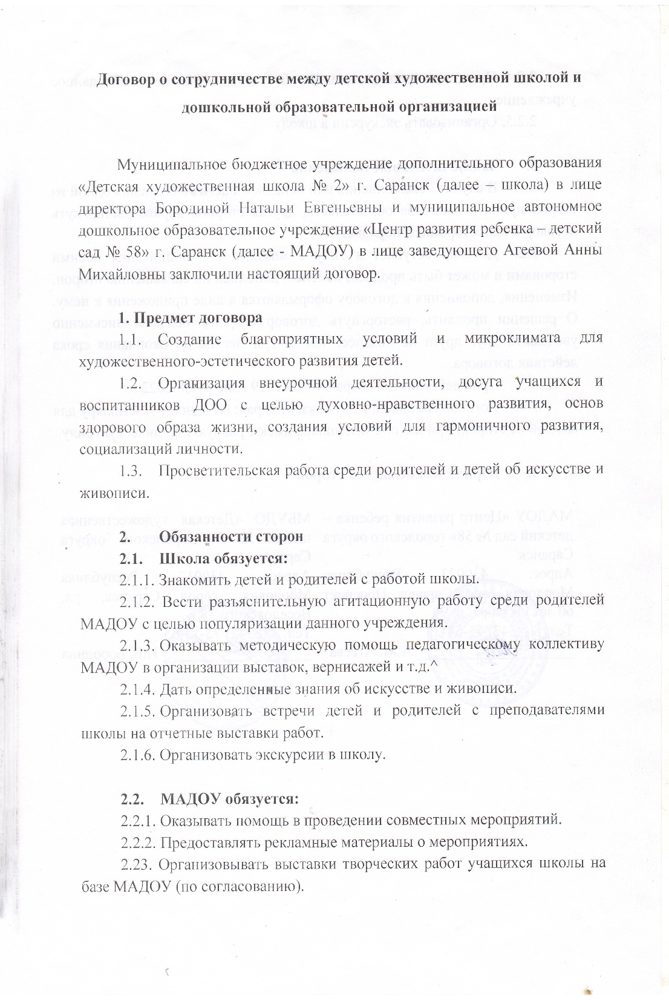 Договор о сотрудничестве между детской художественной школой и
дошкольной образовательной организацией
Муниципальное бюджетное учреждение дополнительного образования
«Детская художественная школа № 2» г. Саранск (далее – школа) в лице
директора Бородиной Натальи Евгеньевны и муниципальное автономное
дошкольное образовательное учреждение «Центр развития ребенка – детский
сад № 58» г. Саранск (далее - МАДОУ) в лице заведующего Агеевой Анны
Михайловны заключили настоящий договор.
1. Предмет договора
1.1. Создание благоприятных условий и микроклимата для
художественного-эстетического развития детей.
1.2. Организация внеурочной деятельности, досуга учащихся и
воспитанников ДОО с целью духовно-нравственного развития, основ
здорового образа жизни, создания условий для гармоничного развития,
социализаций личности.
1.3. Просветительская работа среди родителей и детей об искусстве и
живописи.
2. Обязанности сторон
2.1. Школа обязуется:
2.1.1. Знакомить детей и родителей с работой школы.
2.1.2. Вести разъяснительную агитационную работу среди родителей
МАДОУ с целью популяризации данного учреждения.
2.1.3. Оказывать методическую помощь педагогическому коллективу
МАДОУ в организации выставок, вернисажей и т.д.^
2.1.4. Дать определенные знания об искусстве и живописи.
2.1.5. Организовать встречи детей и родителей с преподавателями
школы на отчетные выставки работ.
2.1.6. Организовать экскурсии в школу.
2.2. МАДОУ обязуется:
2.2.1. Оказывать помощь в проведении совместных мероприятий.
2.2.2. Предоставлять рекламные материалы о мероприятиях.
2.23. Организовывать выставки творческих работ учащихся школы на
базе МАДОУ (по согласованию).